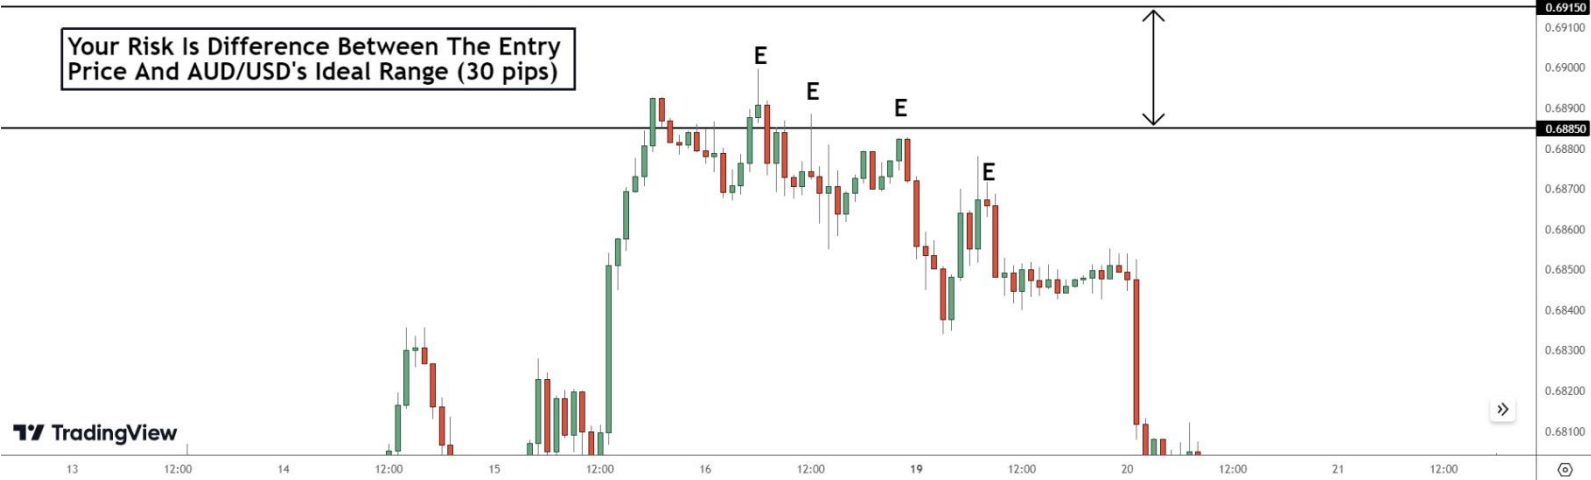 0.69150
0.69100
Your Risk Is Difference Between The Entry
Price And AUD/USD's Ideal Range (30 pips)
E
0.69000
E
E
0.68900
0.68850
0.68800
E
0.68700
0.68600
0.68500
0.68400
0.68300
0.68200
TradingView
0.68100
13 12:00 14 12:00 15 12:00 16 12:00 19 12:00 20 12:00 21 12:00